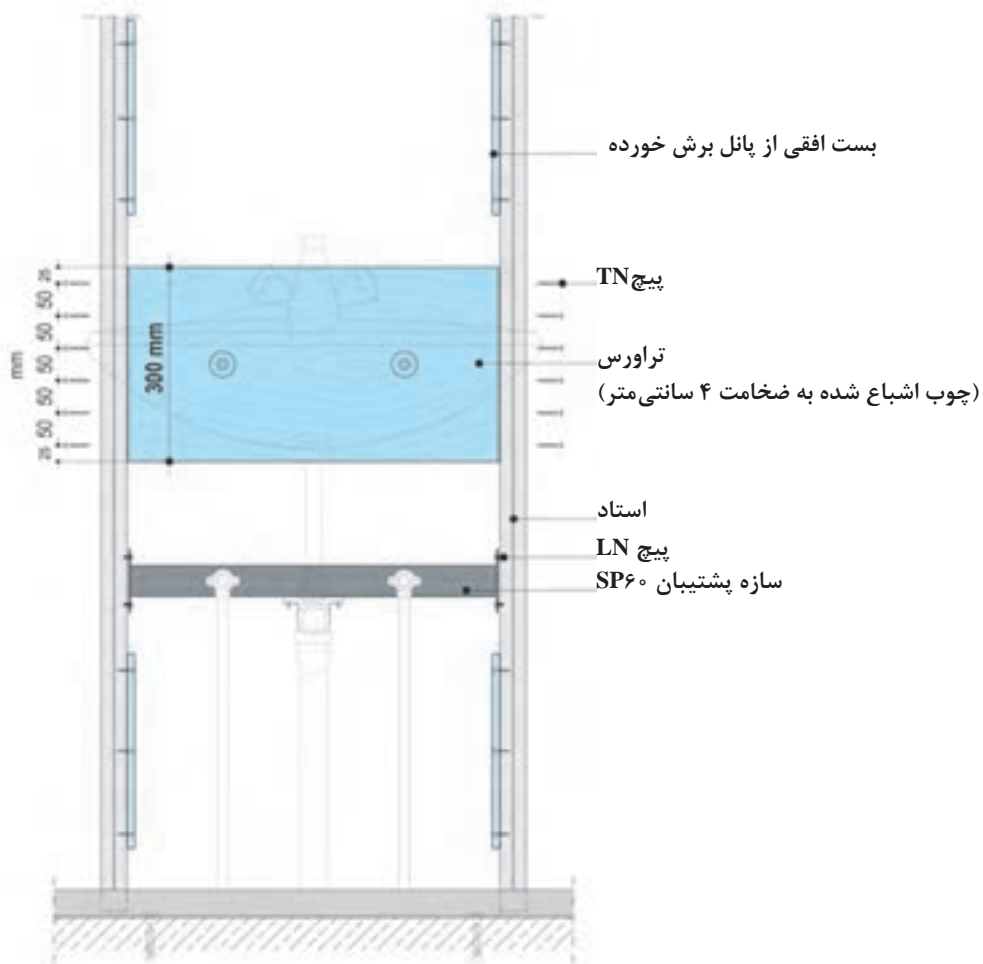 بست افقی از پانل برش خورده
پیچTN
تراورس
(چوب اشباع شده به ضخامت ۴ سانتی‌متر)
استاد
پیچ LN
سازه پشتیبان SP۶۰
mm
25
50
50
50
50
50
25
300 mm